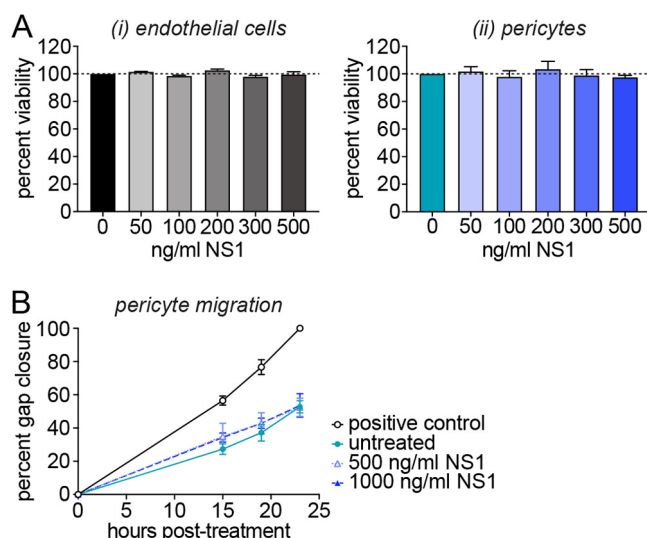 A
(i) endothelial cells
percent viability
120
100
80
60
40
20
0
0 50 100 200 300 500
ng/ml NS1
(ii) pericytes
percent viability
120
100
80
60
40
20
0
0 50 100 200 300 500
ng/ml NS1
B
pericyte migration
percent gap closure
100
80
60
40
20
0
0 5 10 15 20 25
hours post-treatment
positive control
untreated
500 ng/ml NS1
1000 ng/ml NS1